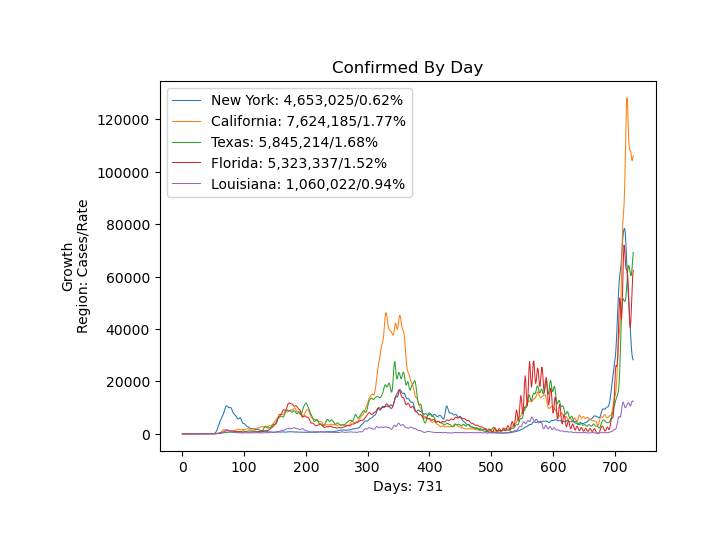 Confirmed By Day
New York: 4,653,025/0.62%
California: 7,624,185/1.77%
Texas: 5,845,214/1.68%
Florida: 5,323,337/1.52%
Louisiana: 1,060,022/0.94%
120000
100000
80000
60000
40000
20000
0
Growth
Region: Cases/Rate
0 100 200 300 400 500 600 700
Days: 731